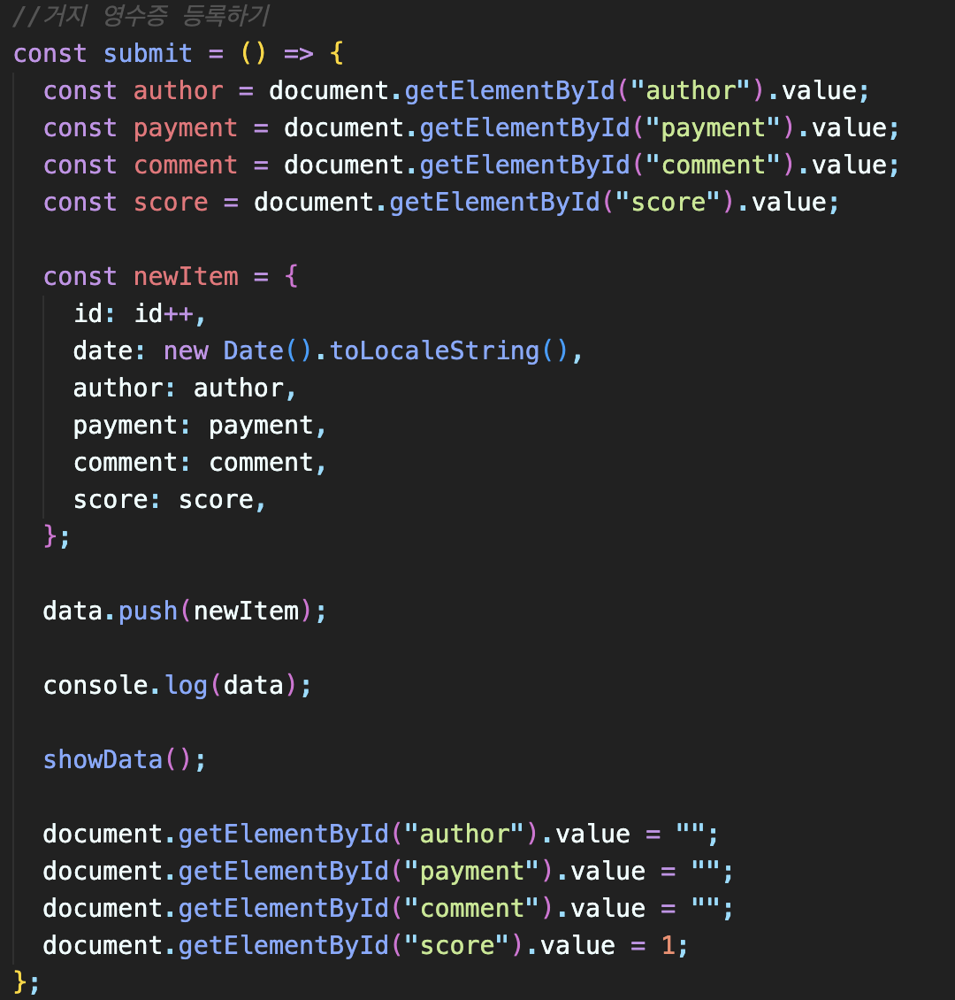 //거지 영수증 등록하기
const submit = () => {
  const author = document.getElementById("author").value;
  const payment = document.getElementById("payment").value;
  const comment = document.getElementById("comment").value;
  const score = document.getElementById("score").value;

  const newItem = {
    id: id++,
    date: new Date().toLocaleString(),
    author: author,
    payment: payment,
    comment: comment,
    score: score,
  };

  data.push(newItem);

  console.log(data);

  showData();

  document.getElementById("author").value = "";
  document.getElementById("payment").value = "";
  document.getElementById("comment").value = "";
  document.getElementById("score").value = 1;
};